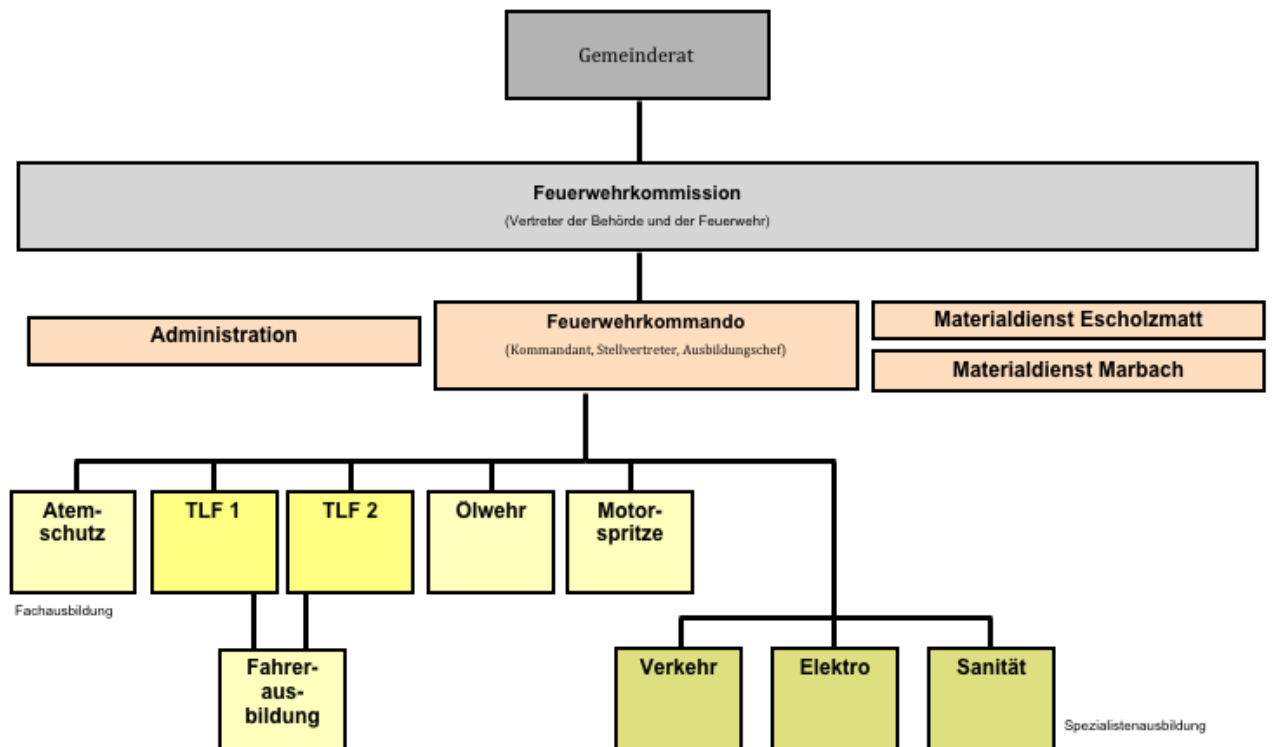 Gemeinderat
Feuerwehrkommission
(Vertreter der Behörde und der Feuerwehr)
Administration
Feuerwehrkommando
(Kommandant, Stellvertreter, Ausbildungschef)
Materialdienst Escholzmatt
Materialdienst Marbach
Atem-
schutz
TLF 1
TLF 2
Ölwehr
Motor-
spritze
Fachausbildung
Fahrer-
aus-
bildung
Verkehr
Elektro
Sanität
Spezialistenausbildung